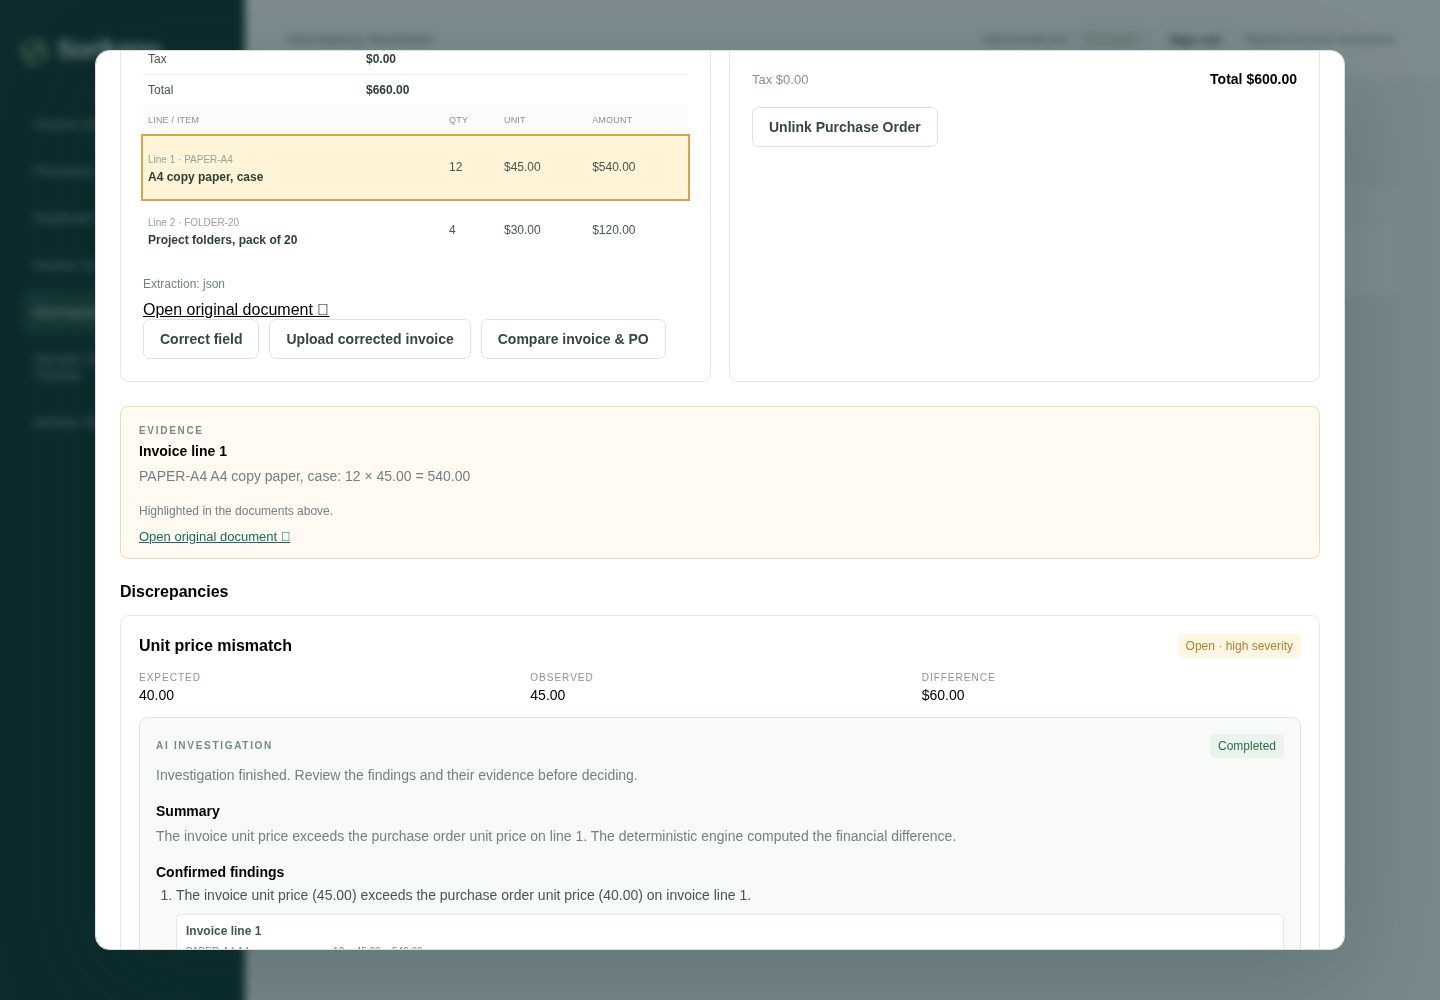 Tax $0.00
Total $660.00
LINE / ITEM QTY UNIT AMOUNT
Line 1 · PAPER-A4
A4 copy paper, case 12 $45.00 $540.00
Line 2 · FOLDER-20
Project folders, pack of 20 4 $30.00 $120.00
Extraction: json
Open original document
Correct field Upload corrected invoice Compare invoice & PO
Tax $0.00 Total $600.00
Unlink Purchase Order
EVIDENCE
Invoice line 1
PAPER-A4 A4 copy paper, case: 12 × 45.00 = 540.00
Highlighted in the documents above.
Open original document
Discrepancies
Unit price mismatch Open · high severity
EXPECTED OBSERVED DIFFERENCE
40.00 45.00 $60.00
AI INVESTIGATION Completed
Investigation finished. Review the findings and their evidence before deciding.
Summary
The invoice unit price exceeds the purchase order unit price on line 1. The deterministic engine computed the financial difference.
Confirmed findings
1. The invoice unit price (45.00) exceeds the purchase order unit price (40.00) on invoice line 1.
Invoice line 1